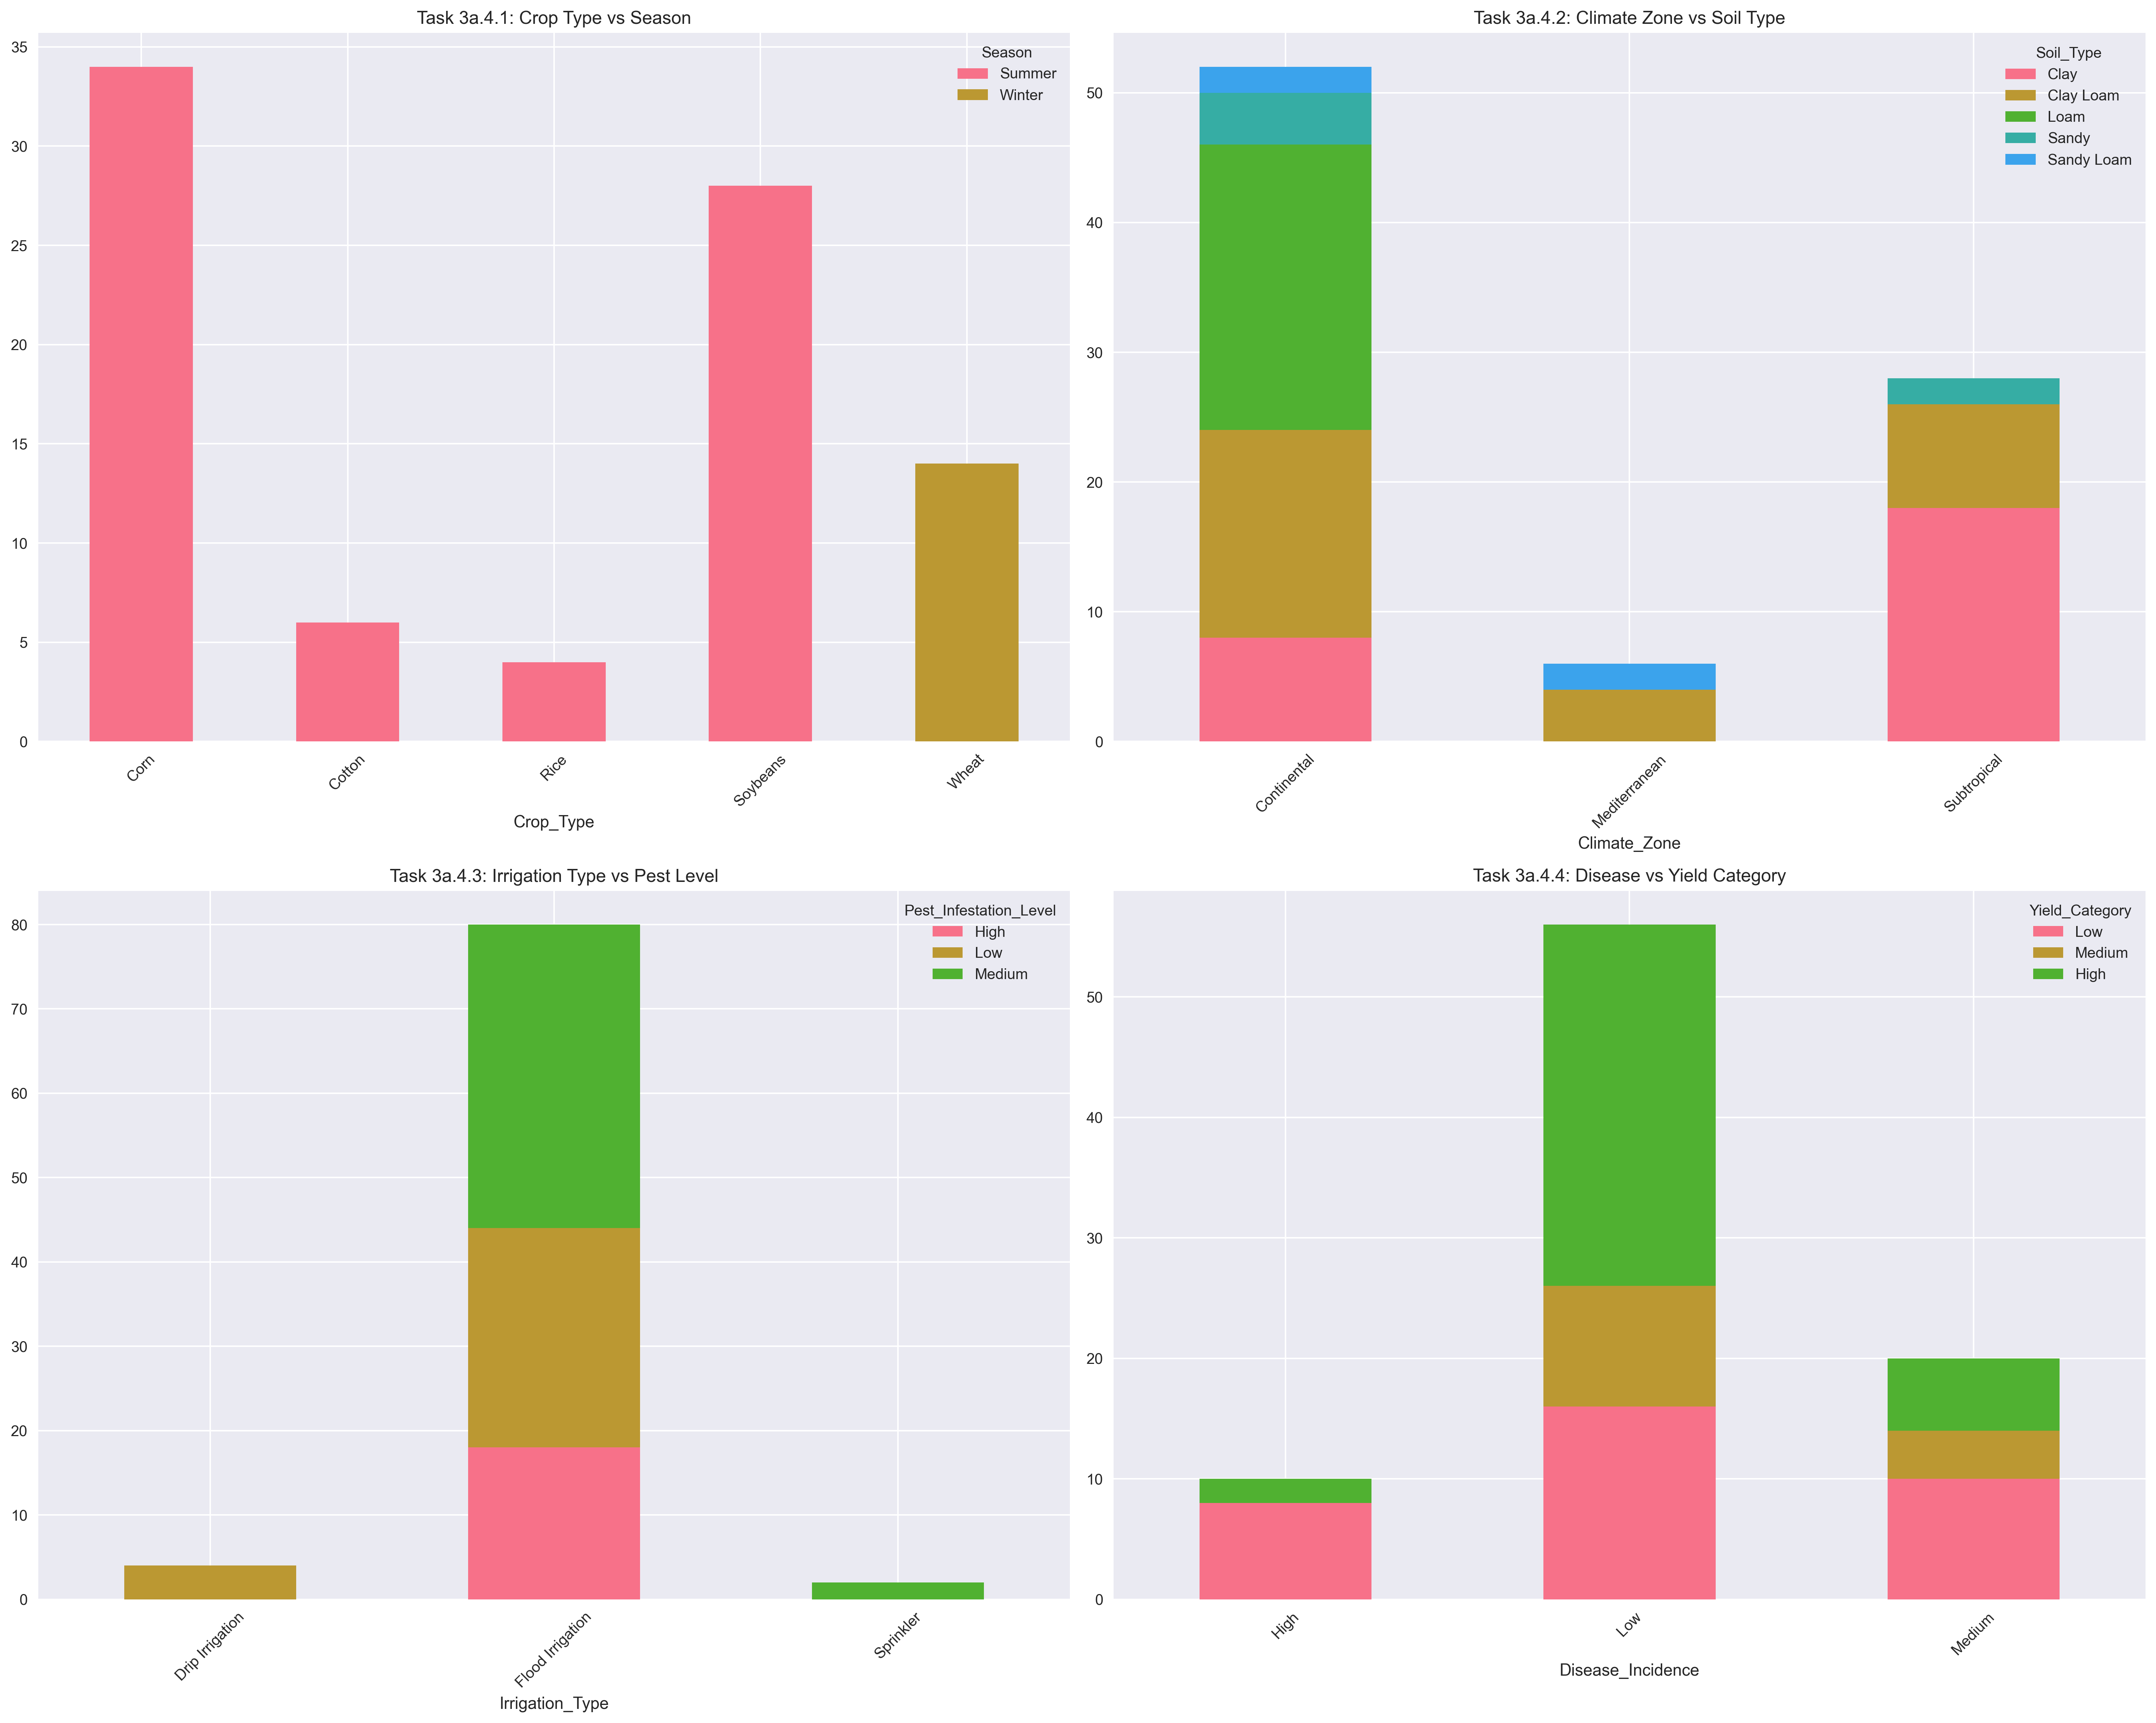 Task 3a.4.1: Crop Type vs Season
35
30
25
20
15
10
5
0
Season
Summer
Winter
Corn
Cotton
Rice
Soybeans
Wheat
Crop_Type
Task 3a.4.2: Climate Zone vs Soil Type
50
40
30
20
10
0
Soil_Type
Clay
Clay Loam
Loam
Sandy
Sandy Loam
Continental
Mediterranean
Subtropical
Climate_Zone
Task 3a.4.3: Irrigation Type vs Pest Level
80
70
60
50
40
30
20
10
0
Pest_Infestation_Level
High
Low
Medium
Drip Irrigation
Flood Irrigation
Sprinkler
Irrigation_Type
Task 3a.4.4: Disease vs Yield Category
50
40
30
20
10
0
Yield_Category
Low
Medium
High
High
Low
Medium
Disease_Incidence